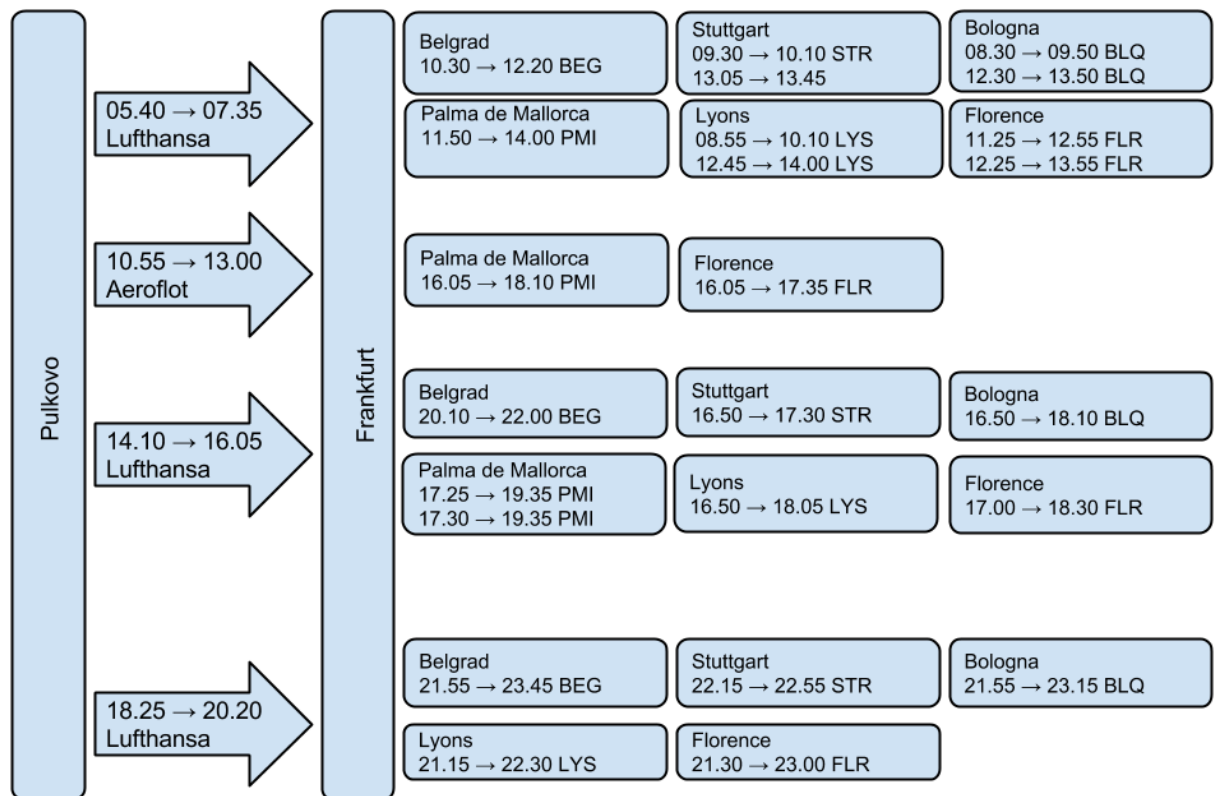 Pulkovo
05.40 → 07.35
Lufthansa
10.55 → 13.00
Aeroflot
14.10 → 16.05
Lufthansa
18.25 → 20.20
Lufthansa
Frankfurt
Belgrad
10.30 → 12.20 BEG
Stuttgart
09.30 → 10.10 STR
13.05 → 13.45
Bologna
08.30 → 09.50 BLQ
12.30 → 13.50 BLQ
Palma de Mallorca
11.50 → 14.00 PMI
Lyons
08.55 → 10.10 LYS
12.45 → 14.00 LYS
Florence
11.25 → 12.55 FLR
12.25 → 13.55 FLR
Palma de Mallorca
16.05 → 18.10 PMI
Florence
16.05 → 17.35 FLR
Belgrad
20.10 → 22.00 BEG
Stuttgart
16.50 → 17.30 STR
Bologna
16.50 → 18.10 BLQ
Palma de Mallorca
17.25 → 19.35 PMI
17.30 → 19.35 PMI
Lyons
16.50 → 18.05 LYS
Florence
17.00 → 18.30 FLR
Belgrad
21.55 → 23.45 BEG
Stuttgart
22.15 → 22.55 STR
Bologna
21.55 → 23.15 BLQ
Lyons
21.15 → 22.30 LYS
Florence
21.30 → 23.00 FLR